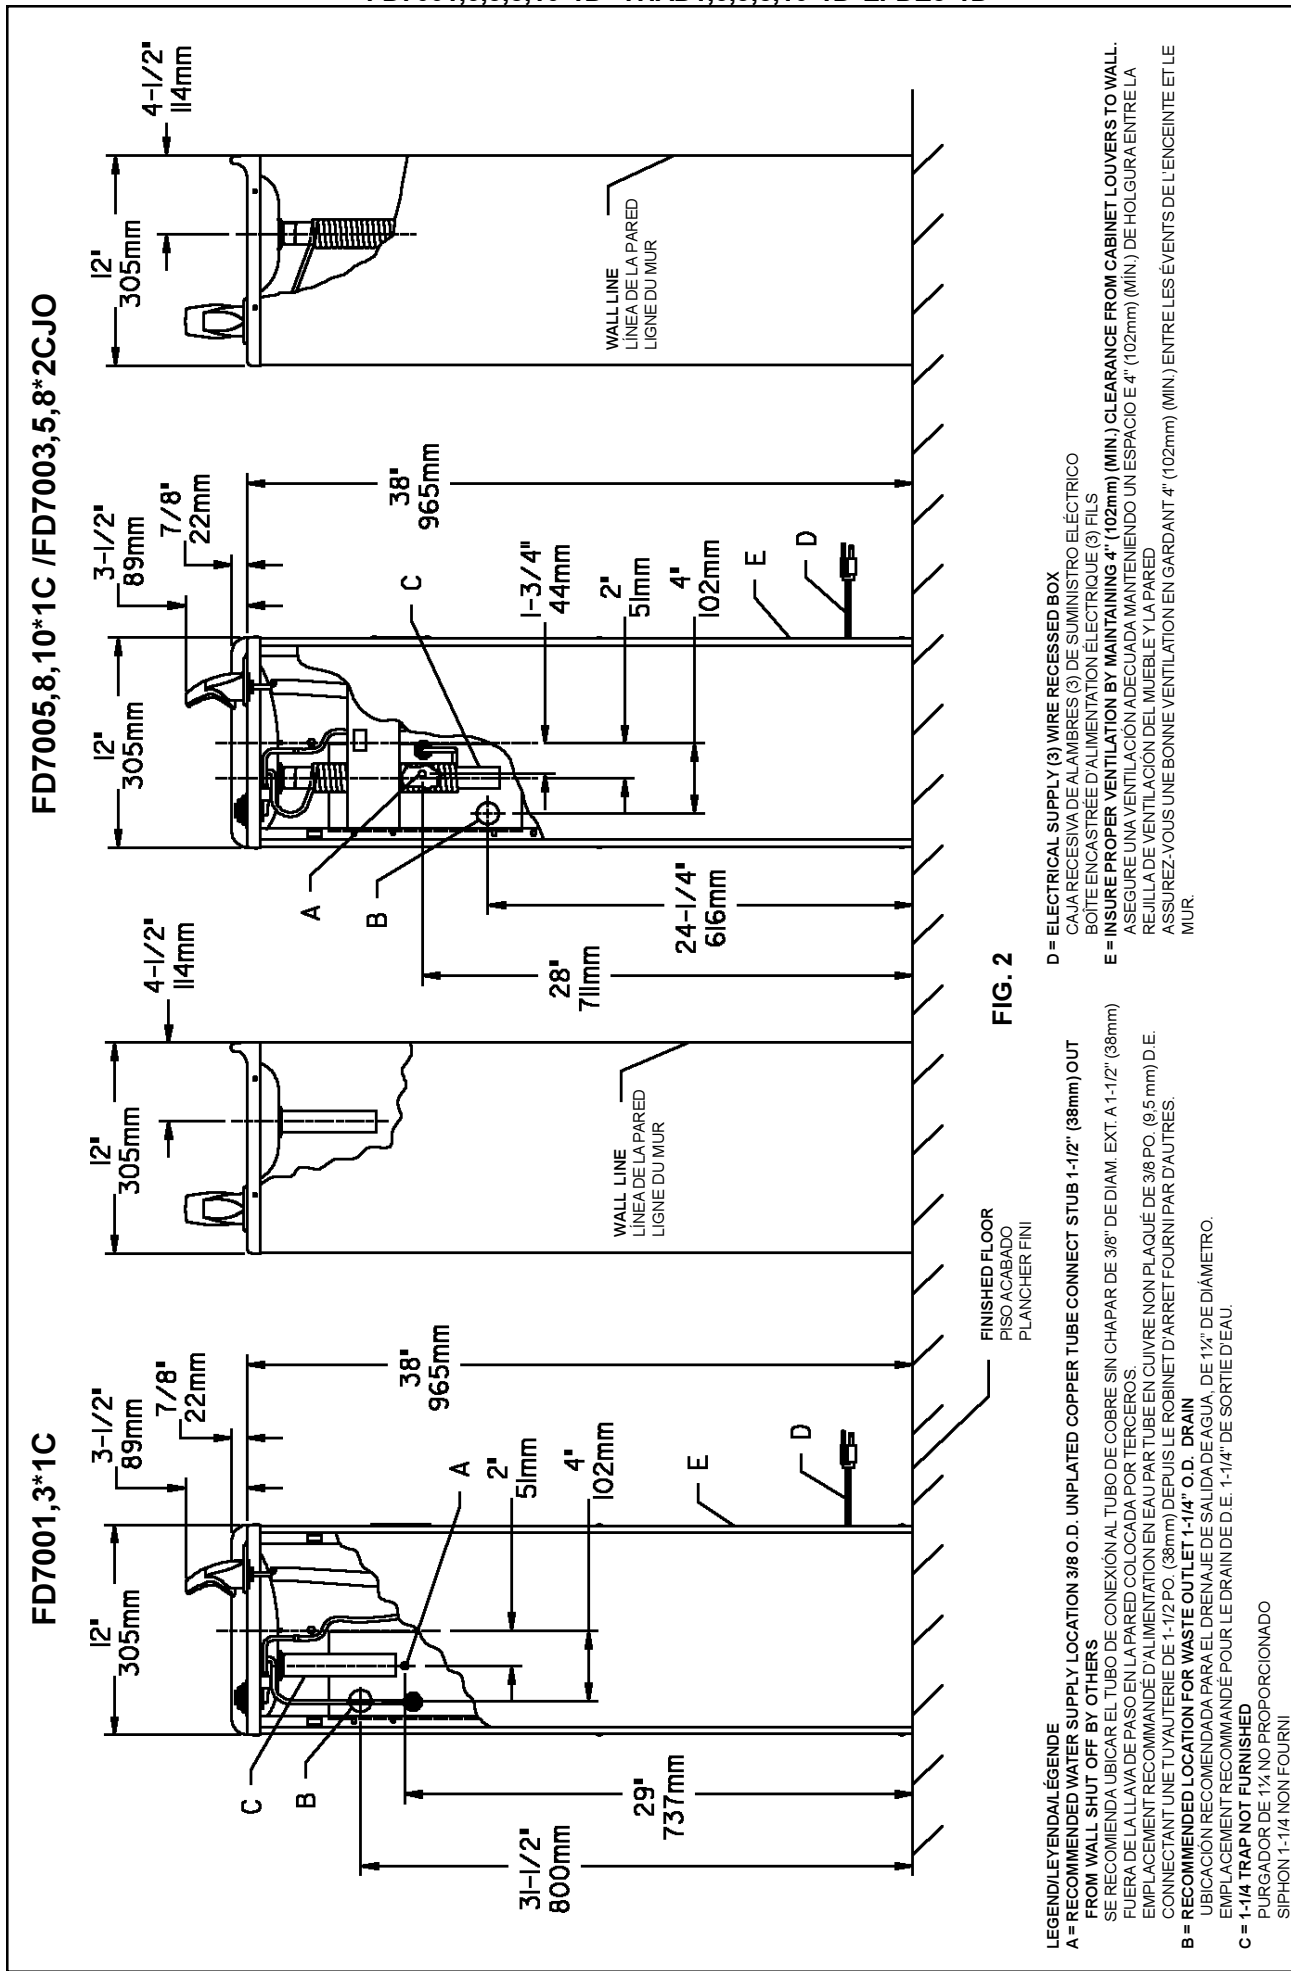 FD7001,3*1C
12"
305mm
3-1/2"
89mm
7/8"
22mm
38"
965mm
C
B
A
2"
51mm
4"
102mm
E
D
31-1/2"
800mm
29"
737mm
12"
305mm
4-1/2"
114mm
WALL LINE
LÍNEA DE LA PARED
LIGNE DU MUR
FINISHED FLOOR
PISO ACABADO
PLANCHER FINI
FD7005,8,10*1C /FD7003,5,8*2CJO
12"
305mm
3-1/2"
89mm
7/8"
22mm
38"
965mm
A
B
C
1-3/4"
44mm
2"
51mm
4"
102mm
E
D
28"
711mm
24-1/4"
616mm
12"
305mm
4-1/2"
114mm
WALL LINE
LÍNEA DE LA PARED
LIGNE DU MUR
FIG. 2
LEGEND/LEYENDA/LÉGENDE
A = RECOMMENDED WATER SUPPLY LOCATION 3/8 O.D. UNPLATED COPPER TUBE CONNECT STUB 1-1/2" (38mm) OUT
FROM WALL SHUT OFF BY OTHERS
SE RECOMIENDA UBICAR EL TUBO DE CONEXIÓN AL TUBO DE COBRE SIN CHAPAR DE 3/8" DE DIAM. EXT. A 1-1/2" (38mm)
FUERA DE LA LLAVA DE PASO EN LA PARED COLOCADA POR TERCEROS.
EMPLACEMENT RECOMMANDÉ D'ALIMENTATION EN EAU PAR TUBE EN CUIVRE NON PLAQUÉ DE 3/8 PO. (9,5 mm) D.E.
CONNECTANT UNE TUYAUTERIE DE 1-1/2 PO. (38mm) DEPUIS LE ROBINET D'ARRET FOURNI PAR D'AUTRES.
B = RECOMMENDED LOCATION FOR WASTE OUTLET 1-1/4" O.D. DRAIN
UBICACIÓN RECOMENDADA PARA EL DRENAJE DE SALIDA DE AGUA, DE 1¼" DE DIÁMETRO.
EMPLACEMENT RECOMMANDÉ POUR LE DRAIN DE D.E. 1-1/4" DE SORTIE D'EAU.
C = 1-1/4 TRAP NOT FURNISHED
PURGADOR DE 1¼ NO PROPORCIONADO
SIPHON 1-1/4 NON FOURNI
D = ELECTRICAL SUPPLY (3) WIRE RECESSED BOX
CAJA RECESIVA DE ALAMBRES (3) DE SUMINISTRO ELÉCTRICO
BOÎTE ENCASTRÉE D'ALIMENTATION ÉLECTRIQUE (3) FILS
E = INSURE PROPER VENTILATION BY MAINTAINING 4" (102mm) (MIN.) CLEARANCE FROM CABINET LOUVERS TO WALL.
ASEGURE UNA VENTILACIÓN ADECUADA MANTENIENDO UN ESPACIO E 4" (102mm) (MÍN.) DE HOLGURA ENTRE LA
REJILLA DE VENTILACIÓN DEL MUEBLE Y LA PARED
ASSUREZ-VOUS UNE BONNE VENTILATION EN GARDANT 4" (102mm) (MIN.) ENTRE LES ÉVENTS DE L'ENCEINTE ET LE
MUR.